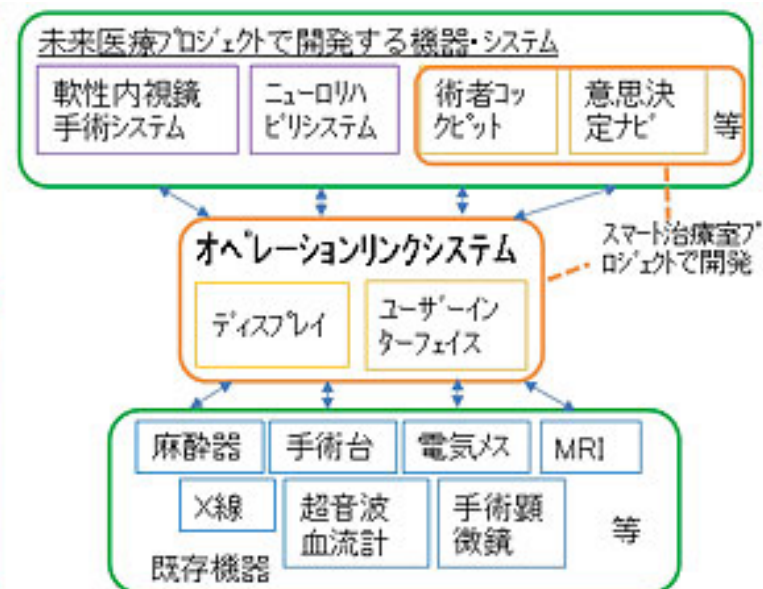 未来医療プロジェクトで開発する機器・システム
軟性内視鏡
手術システム
ニューロリハ
ビリシステム
術者コッ
クピット
意思決
定ナビ
等
オペレーションリンクシステム
スマート治療室プ
ロジェクトで開発
ディスプレイ
ユーザーイン
ターフェイス
麻酔器
手術台
電気メス
MRI
X線
超音波
血流計
手術顕
微鏡
等
既存機器